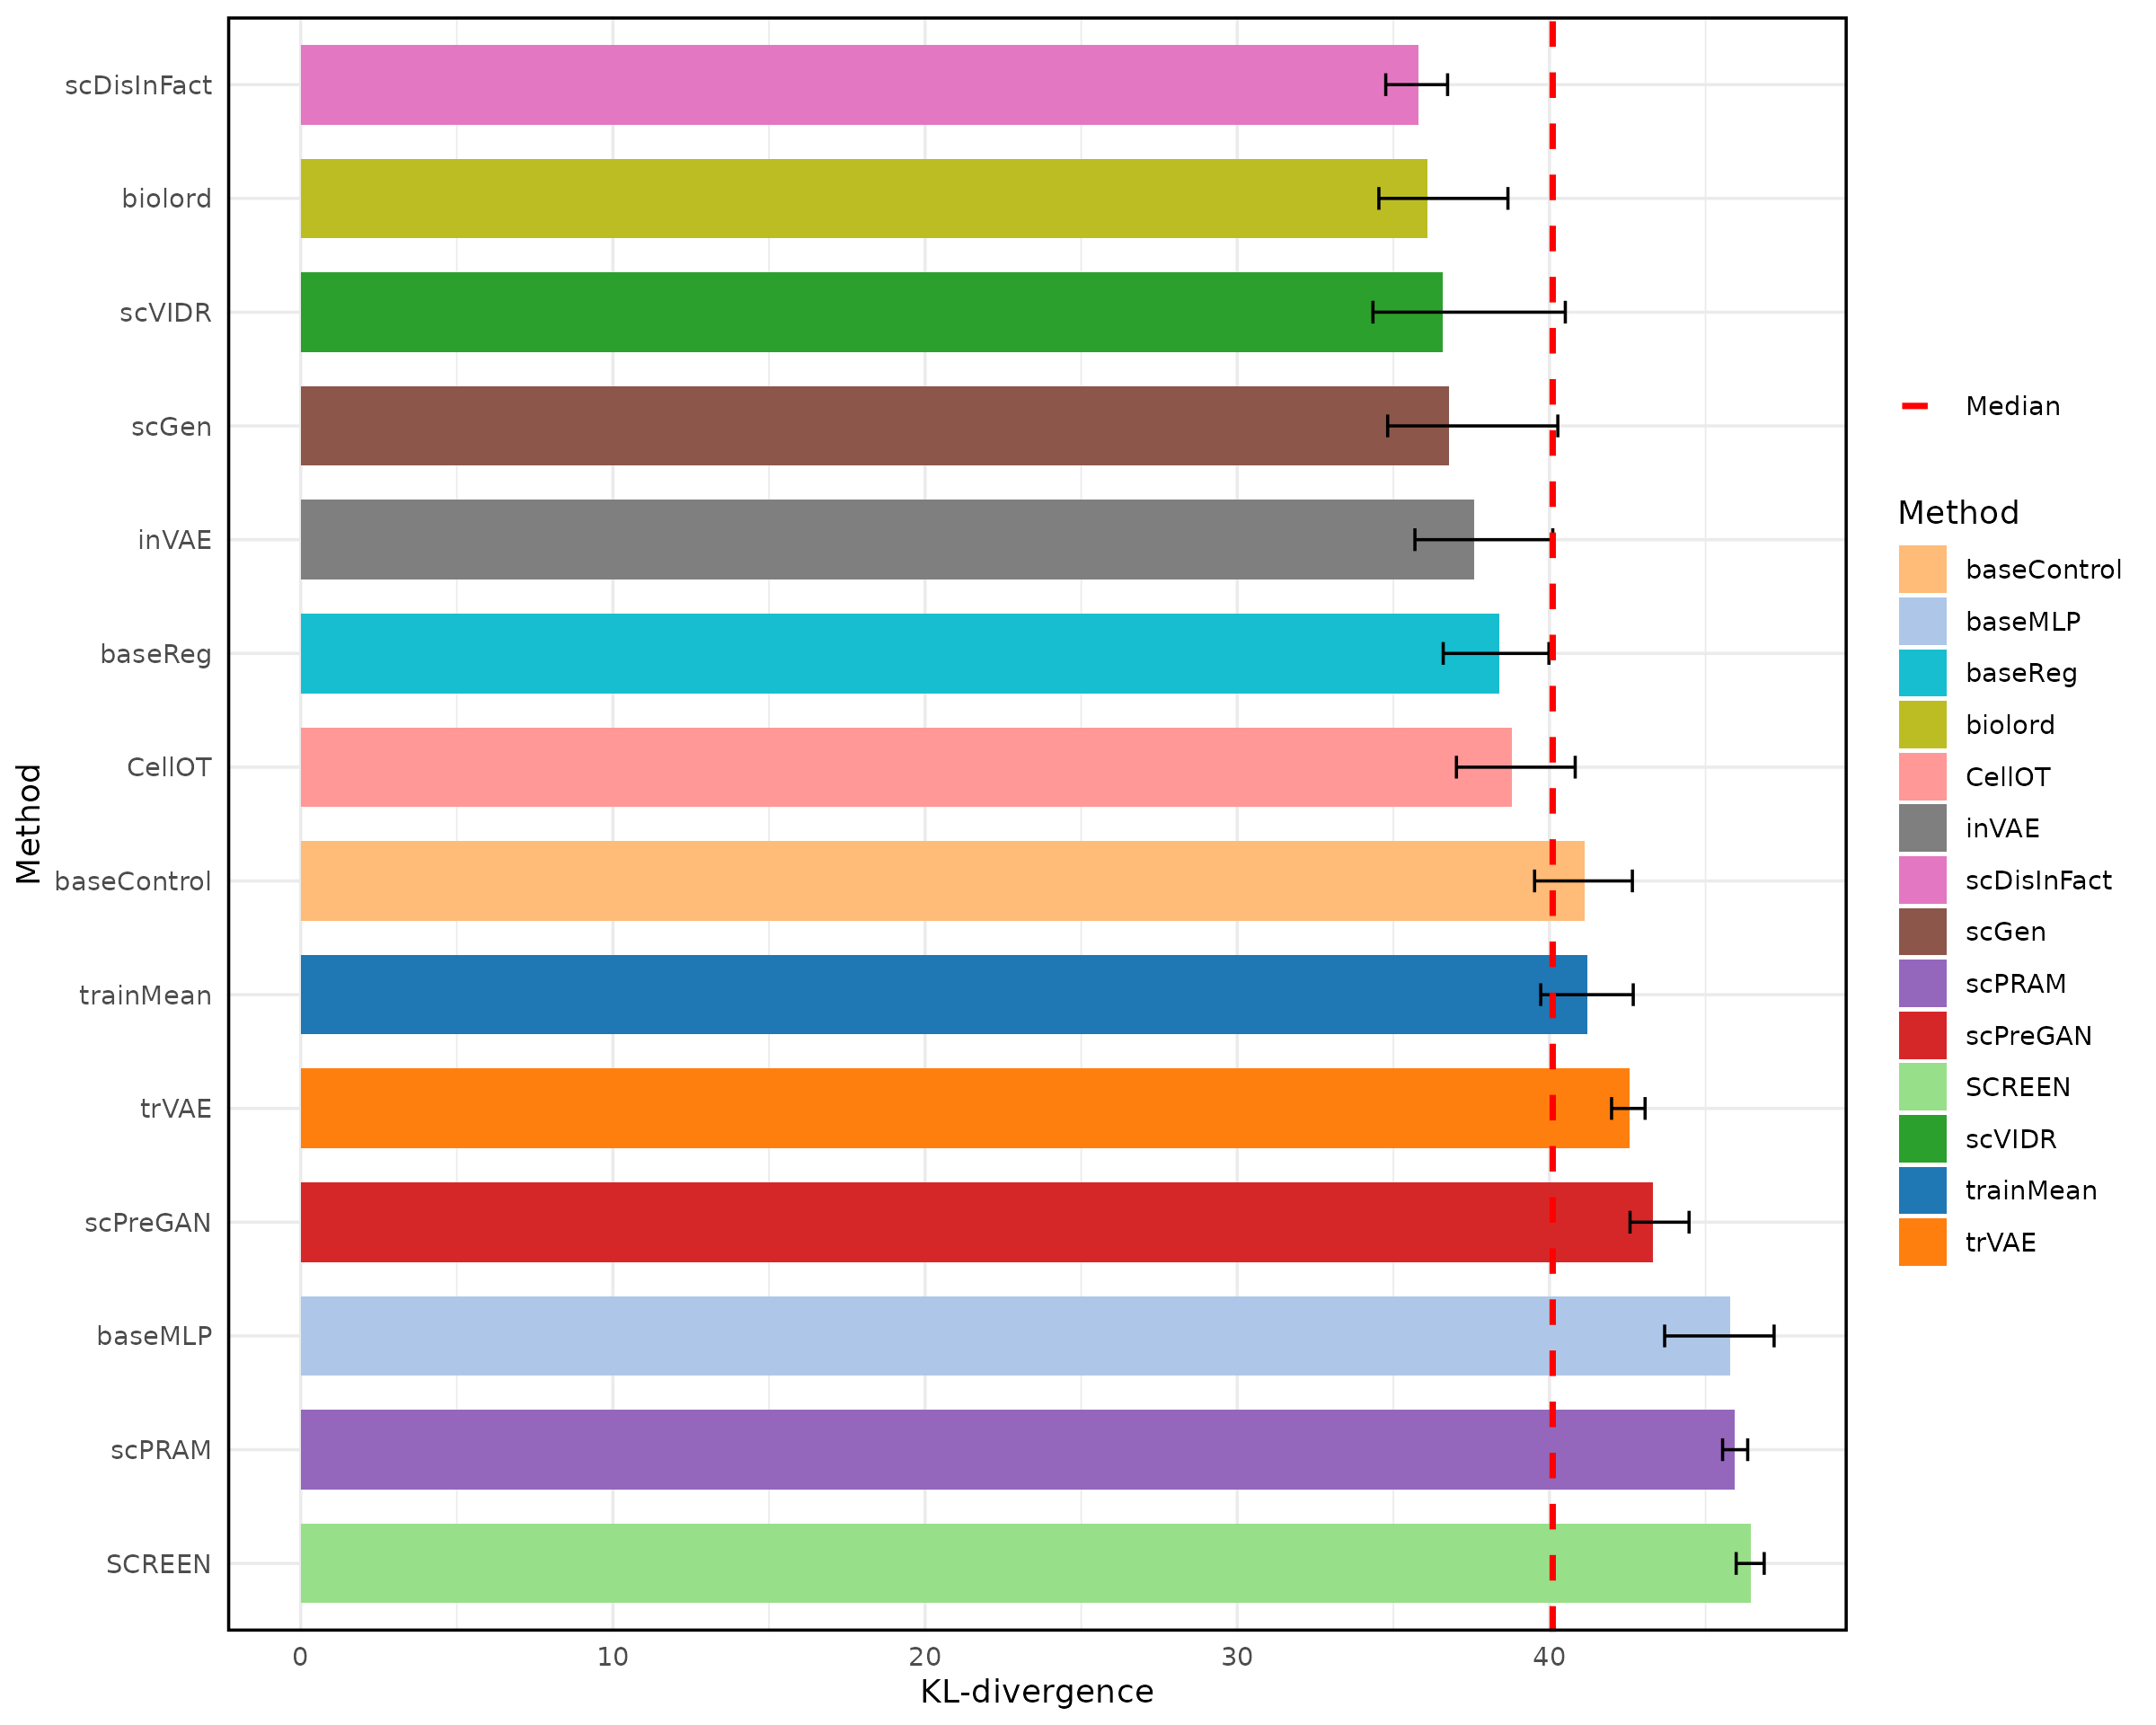 scDisInFact
biolord
scVIDR
scGen
inVAE
baseReg
CellOT
baseControl
trainMean
trVAE
scPreGAN
baseMLP
scPRAM
SCREEN
Method
0 10 20 30 40
KL-divergence
Median
Method
baseControl
baseMLP
baseReg
biolord
CellOT
inVAE
scDisInFact
scGen
scPRAM
scPreGAN
SCREEN
scVIDR
trainMean
trVAE